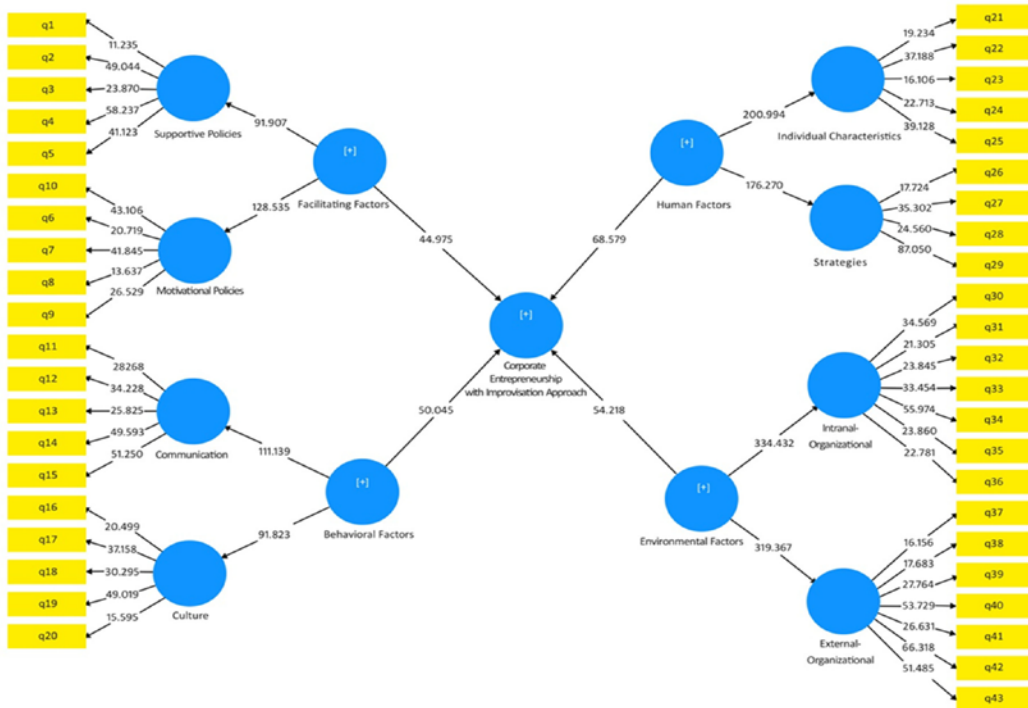 q1
q2
q3
q4
q5
11.235
49.044
23.870
58.237
41.123
Supportive Policies
91.907
[+]
Facilitating Factors
128.535
q10
q6
q7
q8
q9
43.106
20.719
41.845
13.637
26.529
Motivational Policies
44.975
q11
q12
q13
q14
q15
28268
34.228
25.825
49.593
51.250
Communication
111.139
[+]
Behavioral Factors
91.823
50.045
q16
q17
q18
q19
q20
20.499
37.158
30.295
49.019
15.595
Culture
[+]
Corporate
Entrepreneurship
with Improvisation Approach
q21
q22
q23
q24
q25
19.234
37.188
16.106
22.713
39.128
Individual Characteristics
200.994
[+]
Human Factors
176.270
68.579
q26
q27
q28
q29
17.724
35.302
24.560
87.050
Strategies
q30
q31
q32
q33
q34
q35
q36
34.569
21.305
23.845
33.454
55.974
23.860
22.781
Intranal-
Organizational
334.432
54.218
[+]
Environmental Factors
319.367
q37
q38
q39
q40
q41
q42
q43
16.156
17.683
27.764
53.729
26.631
66.318
51.485
External-
Organizational